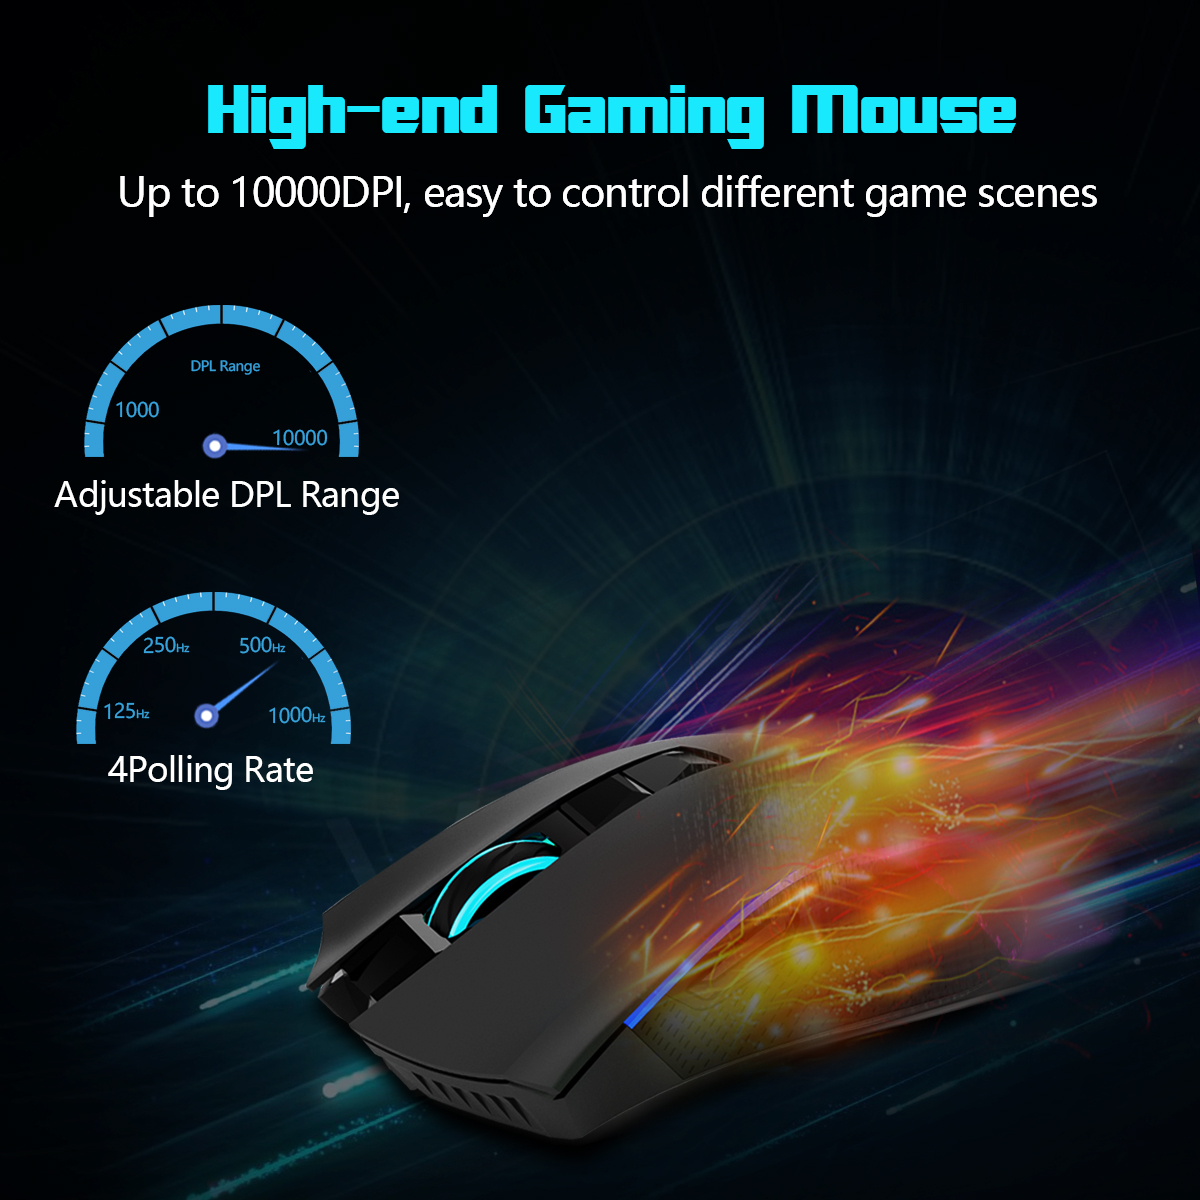 High-end Gaming Mouse
Up to 10000DPI, easy to control different game scenes
DPL Range
1000
10000
Adjustable DPL Range
250Hz
500Hz
125Hz
1000Hz
4Polling Rate